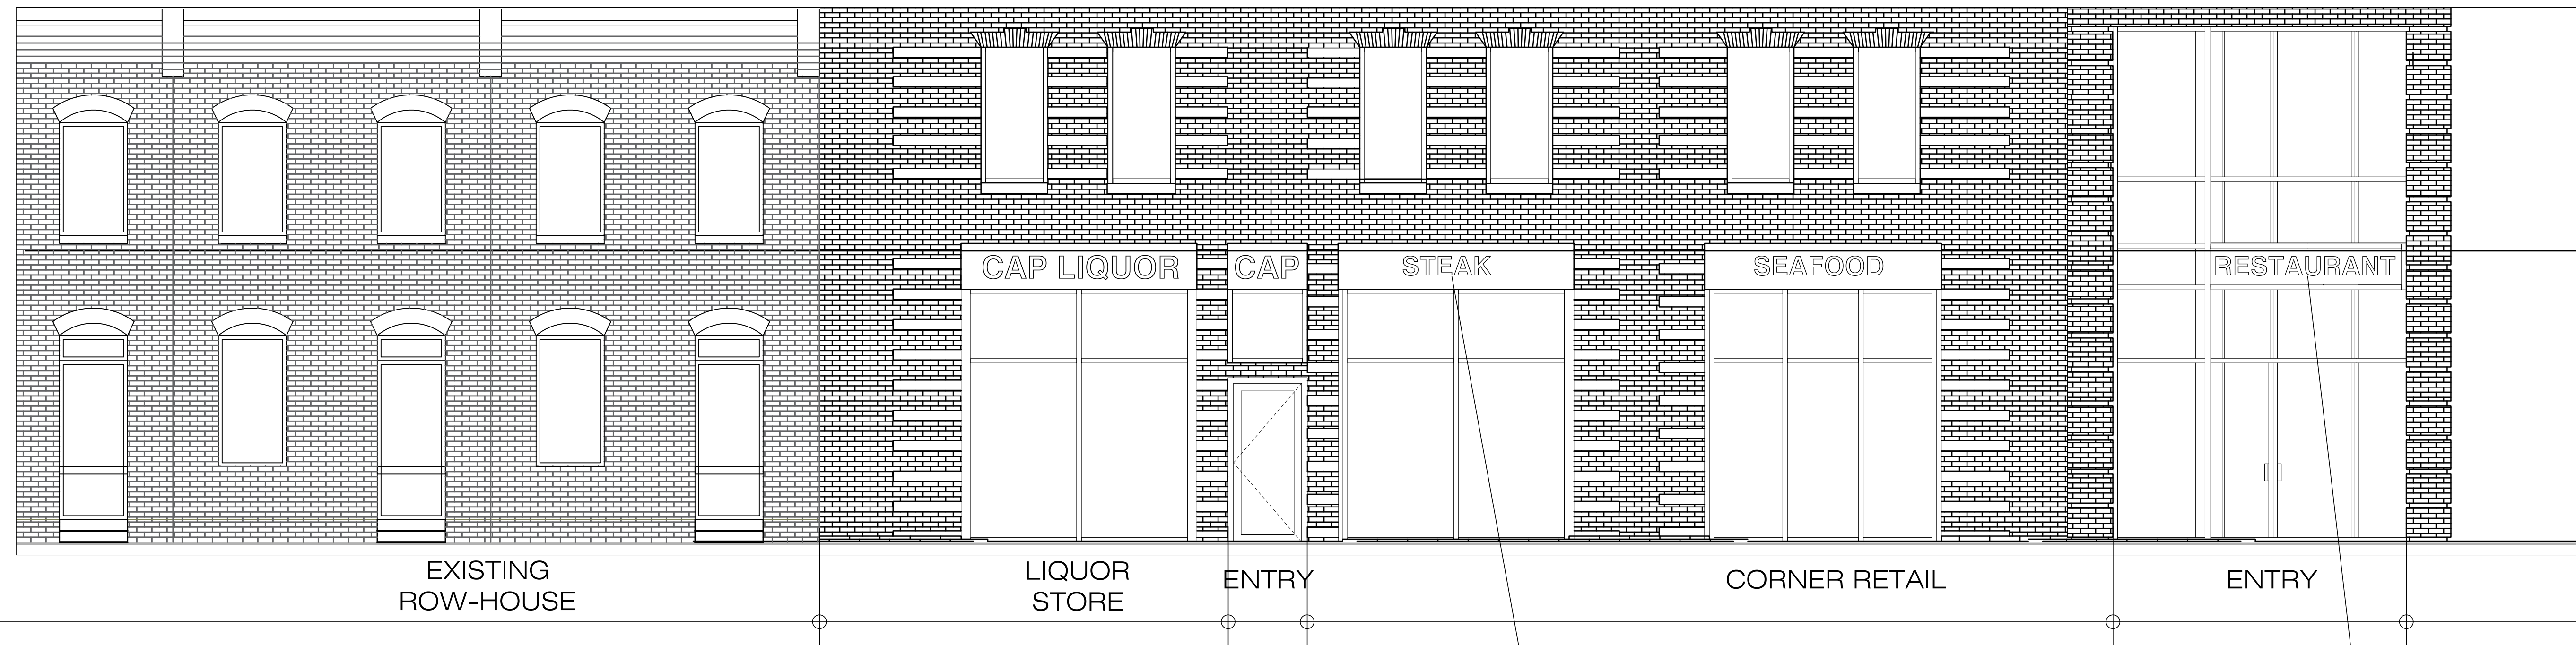 CAP LIQUOR
CAP
STEAK
SEAFOOD
RESTAURANT
EXISTING
ROW-HOUSE
LIQUOR
STORE
ENTRY
CORNER RETAIL
ENTRY